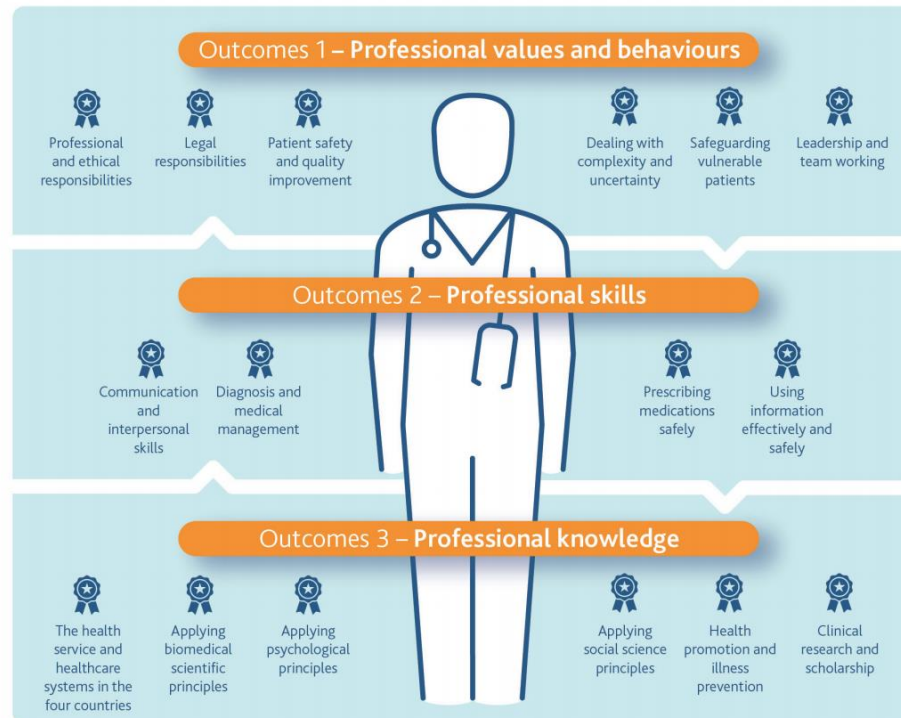 Outcomes 1 – Professional values and behaviours
Professional
and ethical
responsibilities
Legal
responsibilities
Patient safety
and quality
improvement
Dealing with
complexity and
uncertainty
Safeguarding
vulnerable
patients
Leadership and
team working
Outcomes 2 – Professional skills
Communication
and
interpersonal
skills
Diagnosis and
medical
management
Prescribing
medications
safely
Using
information
effectively and
safely
Outcomes 3 – Professional knowledge
The health
service and
healthcare
systems in the
four countries
Applying
biomedical
scientific
principles
Applying
psychological
principles
Applying
social science
principles
Health
promotion and
illness
prevention
Clinical
research and
scholarship